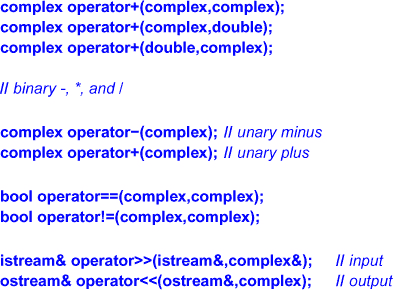 complex operator+(complex,complex);
complex operator+(complex,double);
complex operator+(double,complex);
// binary -, *, and /
complex operator−(complex); // unary minus
complex operator+(complex); // unary plus
bool operator==(complex,complex);
bool operator!=(complex,complex);
istream& operator>>(istream&,complex&); // input
ostream& operator<<(ostream&,complex); // output